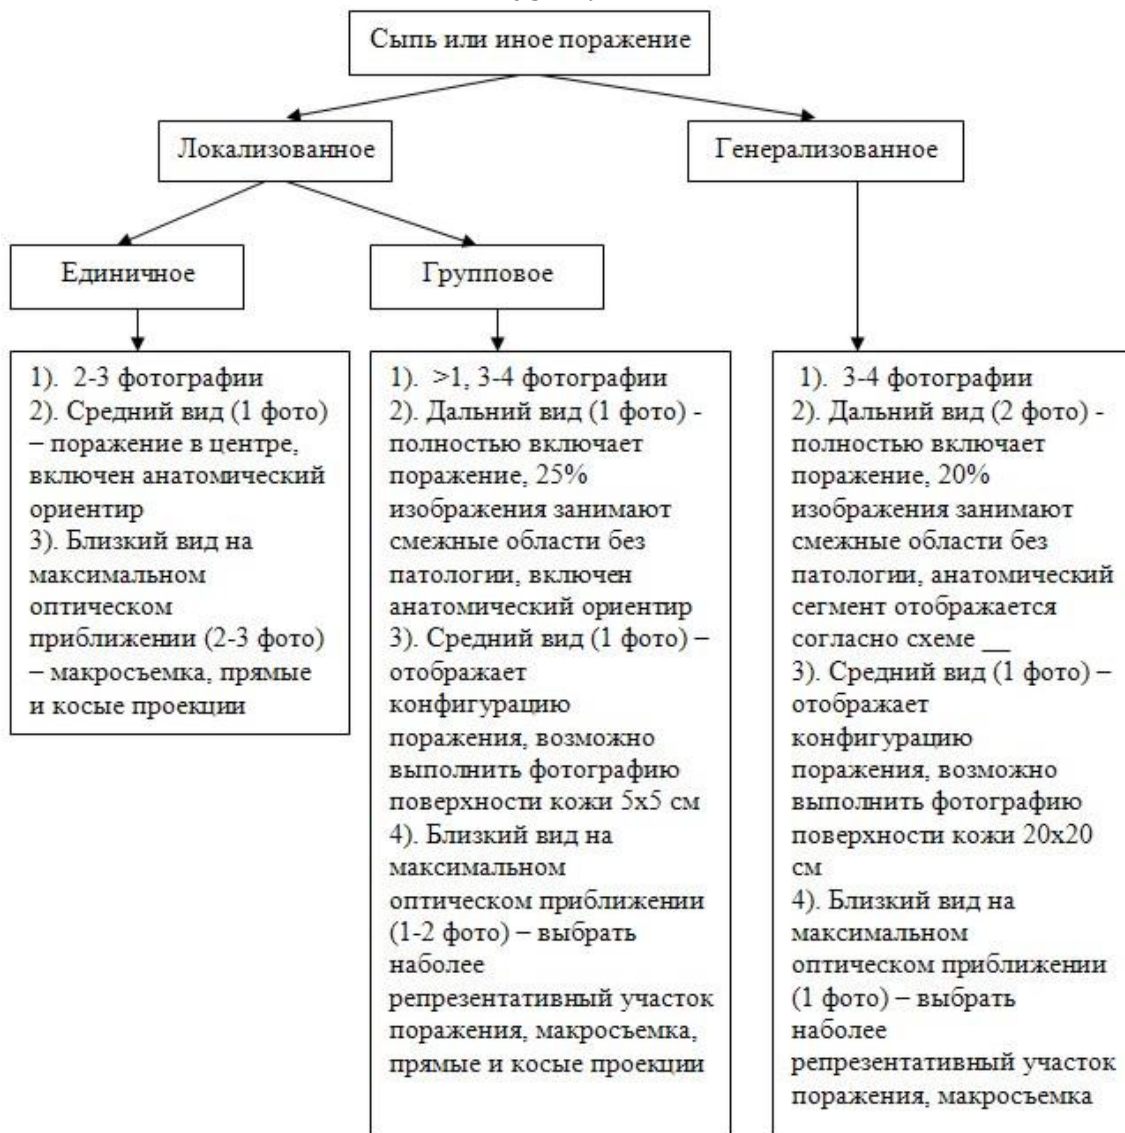 Сыпь или иное поражение
Локализованное
Генерализованное
Единичное
Групповое
1). 2-3 фотографии
2). Средний вид (1 фото)
– поражение в центре,
включен анатомический
ориентир
3). Близкий вид на
максимальном
оптическом
приближении (2-3 фото)
– макросъемка, прямые
и косые проекции
1). >1, 3-4 фотографии
2). Дальний вид (1 фото) -
полностью включает
поражение, 25%
изображения занимают
смежные области без
патологии, включен
анатомический ориентир
3). Средний вид (1 фото) –
отображает
конфигурацию
поражения, возможно
выполнить фотографию
поверхности кожи 5х5 см
4). Близкий вид на
максимальном
оптическом приближении
(1-2 фото) – выбрать
наболее
репрезентативный участок
поражения, макросъемка,
прямые и косые проекции
1). 3-4 фотографии
2). Дальний вид (2 фото) -
полностью включает
поражение, 20%
изображения занимают
смежные области без
патологии, анатомический
сегмент отображается
согласно схеме __
3). Средний вид (1 фото) –
отображает
конфигурацию
поражения, возможно
выполнить фотографию
поверхности кожи 20х20
см
4). Близкий вид на
максимальном
оптическом приближении
(1 фото) – выбрать
наболее
репрезентативный участок
поражения, макросъемка